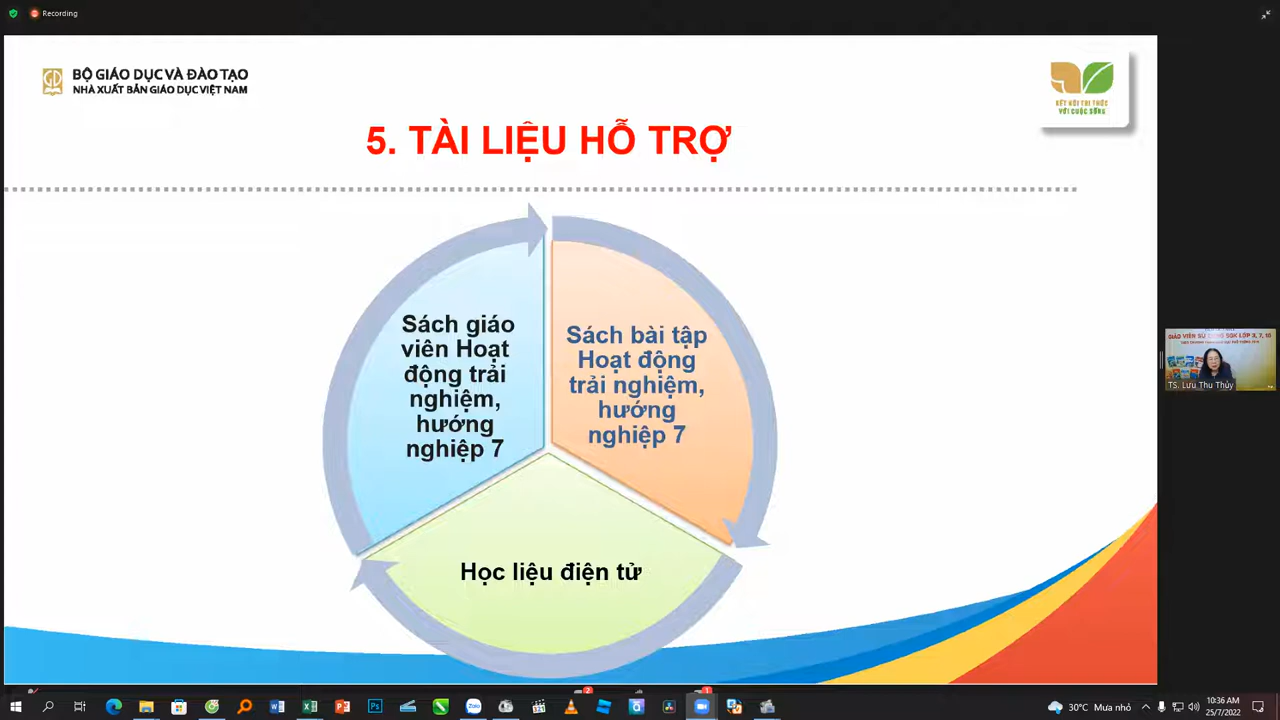 Recording
BỘ GIÁO DỤC VÀ ĐÀO TẠO
NHÀ XUẤT BẢN GIÁO DỤC VIỆT NAM
KẾT NỐI TRI THỨC
VỚI CUỘC SỐNG
5. TÀI LIỆU HỖ TRỢ
Sách giáo
viên Hoạt
động trải
nghiệm,
hướng
nghiệp 7
Sách bài tập
Hoạt động
trải nghiệm,
hướng
nghiệp 7
Học liệu điện tử
TS. Lưu Thu Thủy
30°C Mưa nhỏ
10:36 AM
25/7/2022